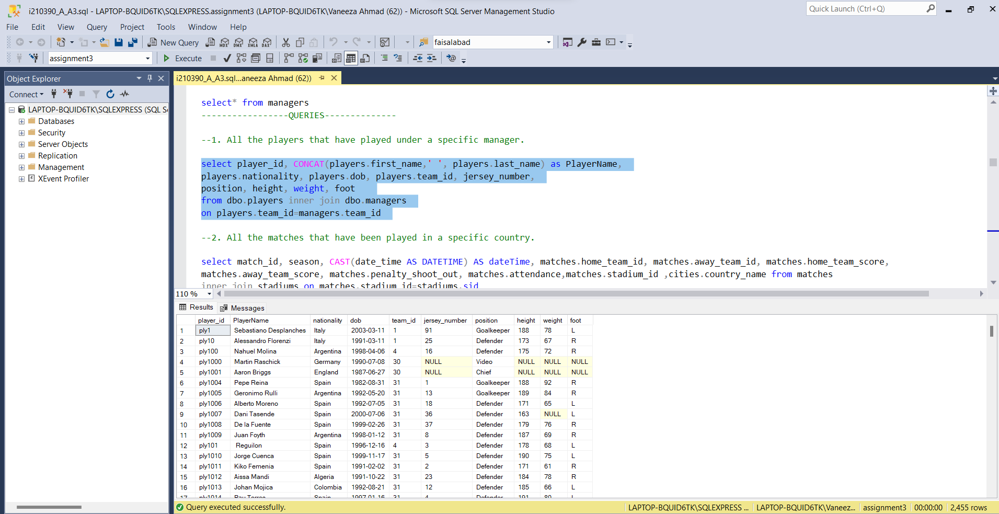 i210390_A_A3.sql - LAPTOP-BQUID6TK\SQLEXPRESS.assignment3 (LAPTOP-BQUID6TK\Vaneeza Ahmad (62)) - Microsoft SQL Server Management Studio
Quick Launch (Ctrl+Q)
File Edit View Query Project Tools Window Help
New Query MDX DMX XMLA DAX faisalabad
assignment3 Execute
Object Explorer
Connect
LAPTOP-BQUID6TK\SQLEXPRESS (SQL S
Databases
Security
Server Objects
Replication
Management
XEvent Profiler
i210390_A_A3.sql...aneeza Ahmad (62))
select* from managers
-----------------QUERIES--------------
--1. All the players that have played under a specific manager.
select player_id, CONCAT(players.first_name,' ', players.last_name) as PlayerName,
players.nationality, players.dob, players.team_id, jersey_number,
position, height, weight, foot
from dbo.players inner join dbo.managers
on players.team_id=managers.team_id
--2. All the matches that have been played in a specific country.
select match_id, season, CAST(date_time AS DATETIME) AS dateTime, matches.home_team_id, matches.away_team_id, matches.home_team_score,
matches.away_team_score, matches.penalty_shoot_out, matches.attendance,matches.stadium_id ,cities.country_name from matches
inner join stadiums on matches.stadium_id=stadiums.sid
110 %
Results Messages
player_id PlayerName nationality dob team_id jersey_number position height weight foot
1 ply1 Sebastiano Desplanches Italy 2003-03-11 1 91 Goalkeeper 188 78 L
2 ply10 Alessandro Florenzi Italy 1991-03-11 1 25 Defender 173 67 R
3 ply100 Nahuel Molina Argentina 1998-04-06 4 16 Defender 175 72 R
4 ply1000 Martin Raschick Germany 1990-07-08 30 NULL Video NULL NULL NULL
5 ply1001 Aaron Briggs England 1987-06-27 30 NULL Chief NULL NULL NULL
6 ply1004 Pepe Reina Spain 1982-08-31 31 1 Goalkeeper 188 92 R
7 ply1005 Geronimo Rulli Argentina 1992-05-20 31 13 Goalkeeper 189 84 R
8 ply1006 Alberto Moreno Spain 1992-07-05 31 18 Defender 171 65 L
9 ply1007 Dani Tasende Spain 2000-07-06 31 36 Defender 163 NULL L
10 ply1008 De la Fuente Spain 1999-02-26 31 37 Defender 179 76 R
11 ply1009 Juan Foyth Argentina 1998-01-12 31 8 Defender 187 69 R
12 ply101 Reguilon Spain 1996-12-16 4 3 Defender 178 68 L
13 ply1010 Jorge Cuenca Spain 1999-11-17 31 5 Defender 190 75 L
14 ply1011 Kiko Femenia Spain 1991-02-02 31 2 Defender 171 61 R
15 ply1012 Aissa Mandi Algeria 1991-10-22 31 23 Defender 184 78 R
16 ply1013 Johan Mojica Colombia 1992-08-21 31 12 Defender 185 66 L
17 ply1014 Pau Torres Spain 1997-01-16 31 4 Defender 191 80 L
Query executed successfully.
LAPTOP-BQUID6TK\SQLEXPRESS ... LAPTOP-BQUID6TK\Vaneez... assignment3 00:00:00 2,455 rows